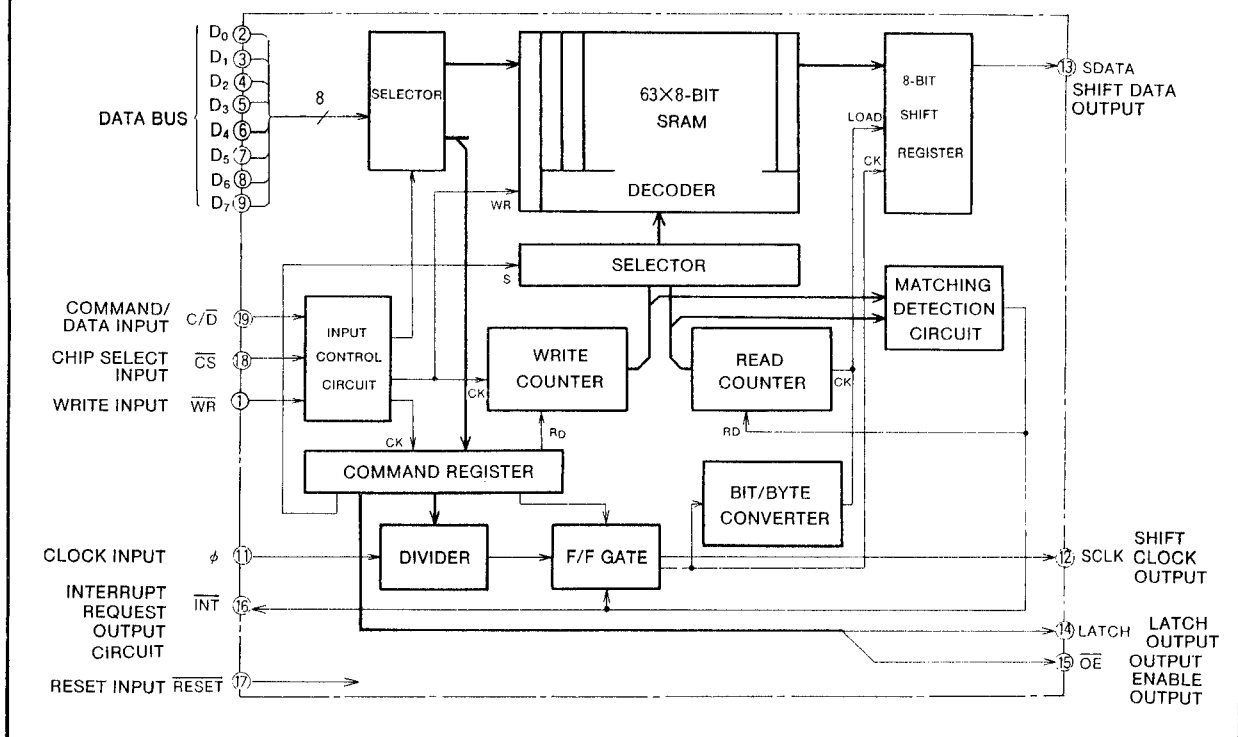 DATA BUS
D0 2
D1 3
D2 4
D3 5
D4 6
D5 7
D6 8
D7 9
8
SELECTOR
63×8-BIT
SRAM
DECODER
WR
8-BIT
SHIFT
REGISTER
LOAD
CK
13 SDATA
SHIFT DATA
OUTPUT
S
SELECTOR
MATCHING
DETECTION
CIRCUIT
COMMAND/
DATA INPUT
C/D̅ 19
CHIP SELECT
INPUT
C̅S̅ 18
WRITE INPUT W̅R̅ 1
INPUT
CONTROL
CIRCUIT
CK
WRITE
COUNTER
RD
READ
COUNTER
CK
RD
CK
COMMAND REGISTER
BIT/BYTE
CONVERTER
CLOCK INPUT φ 11
DIVIDER
F/F GATE
12 SCLK
SHIFT
CLOCK
OUTPUT
INTERRUPT
REQUEST
OUTPUT
CIRCUIT
I̅N̅T̅ 16
14 LATCH
LATCH
OUTPUT
15 O̅E̅
OUTPUT
ENABLE
OUTPUT
RESET INPUT R̅E̅S̅E̅T̅ 17